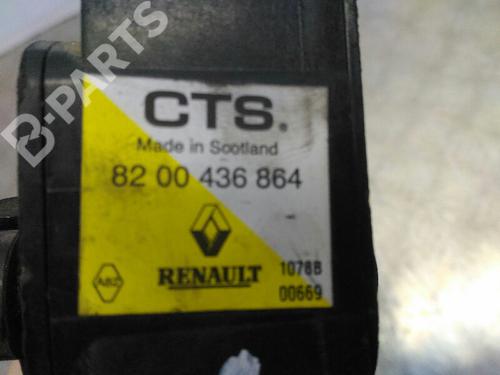 B-PARTS
CTS.
Made in Scotland
82 00 436 864
RENAULT
1078B
00669